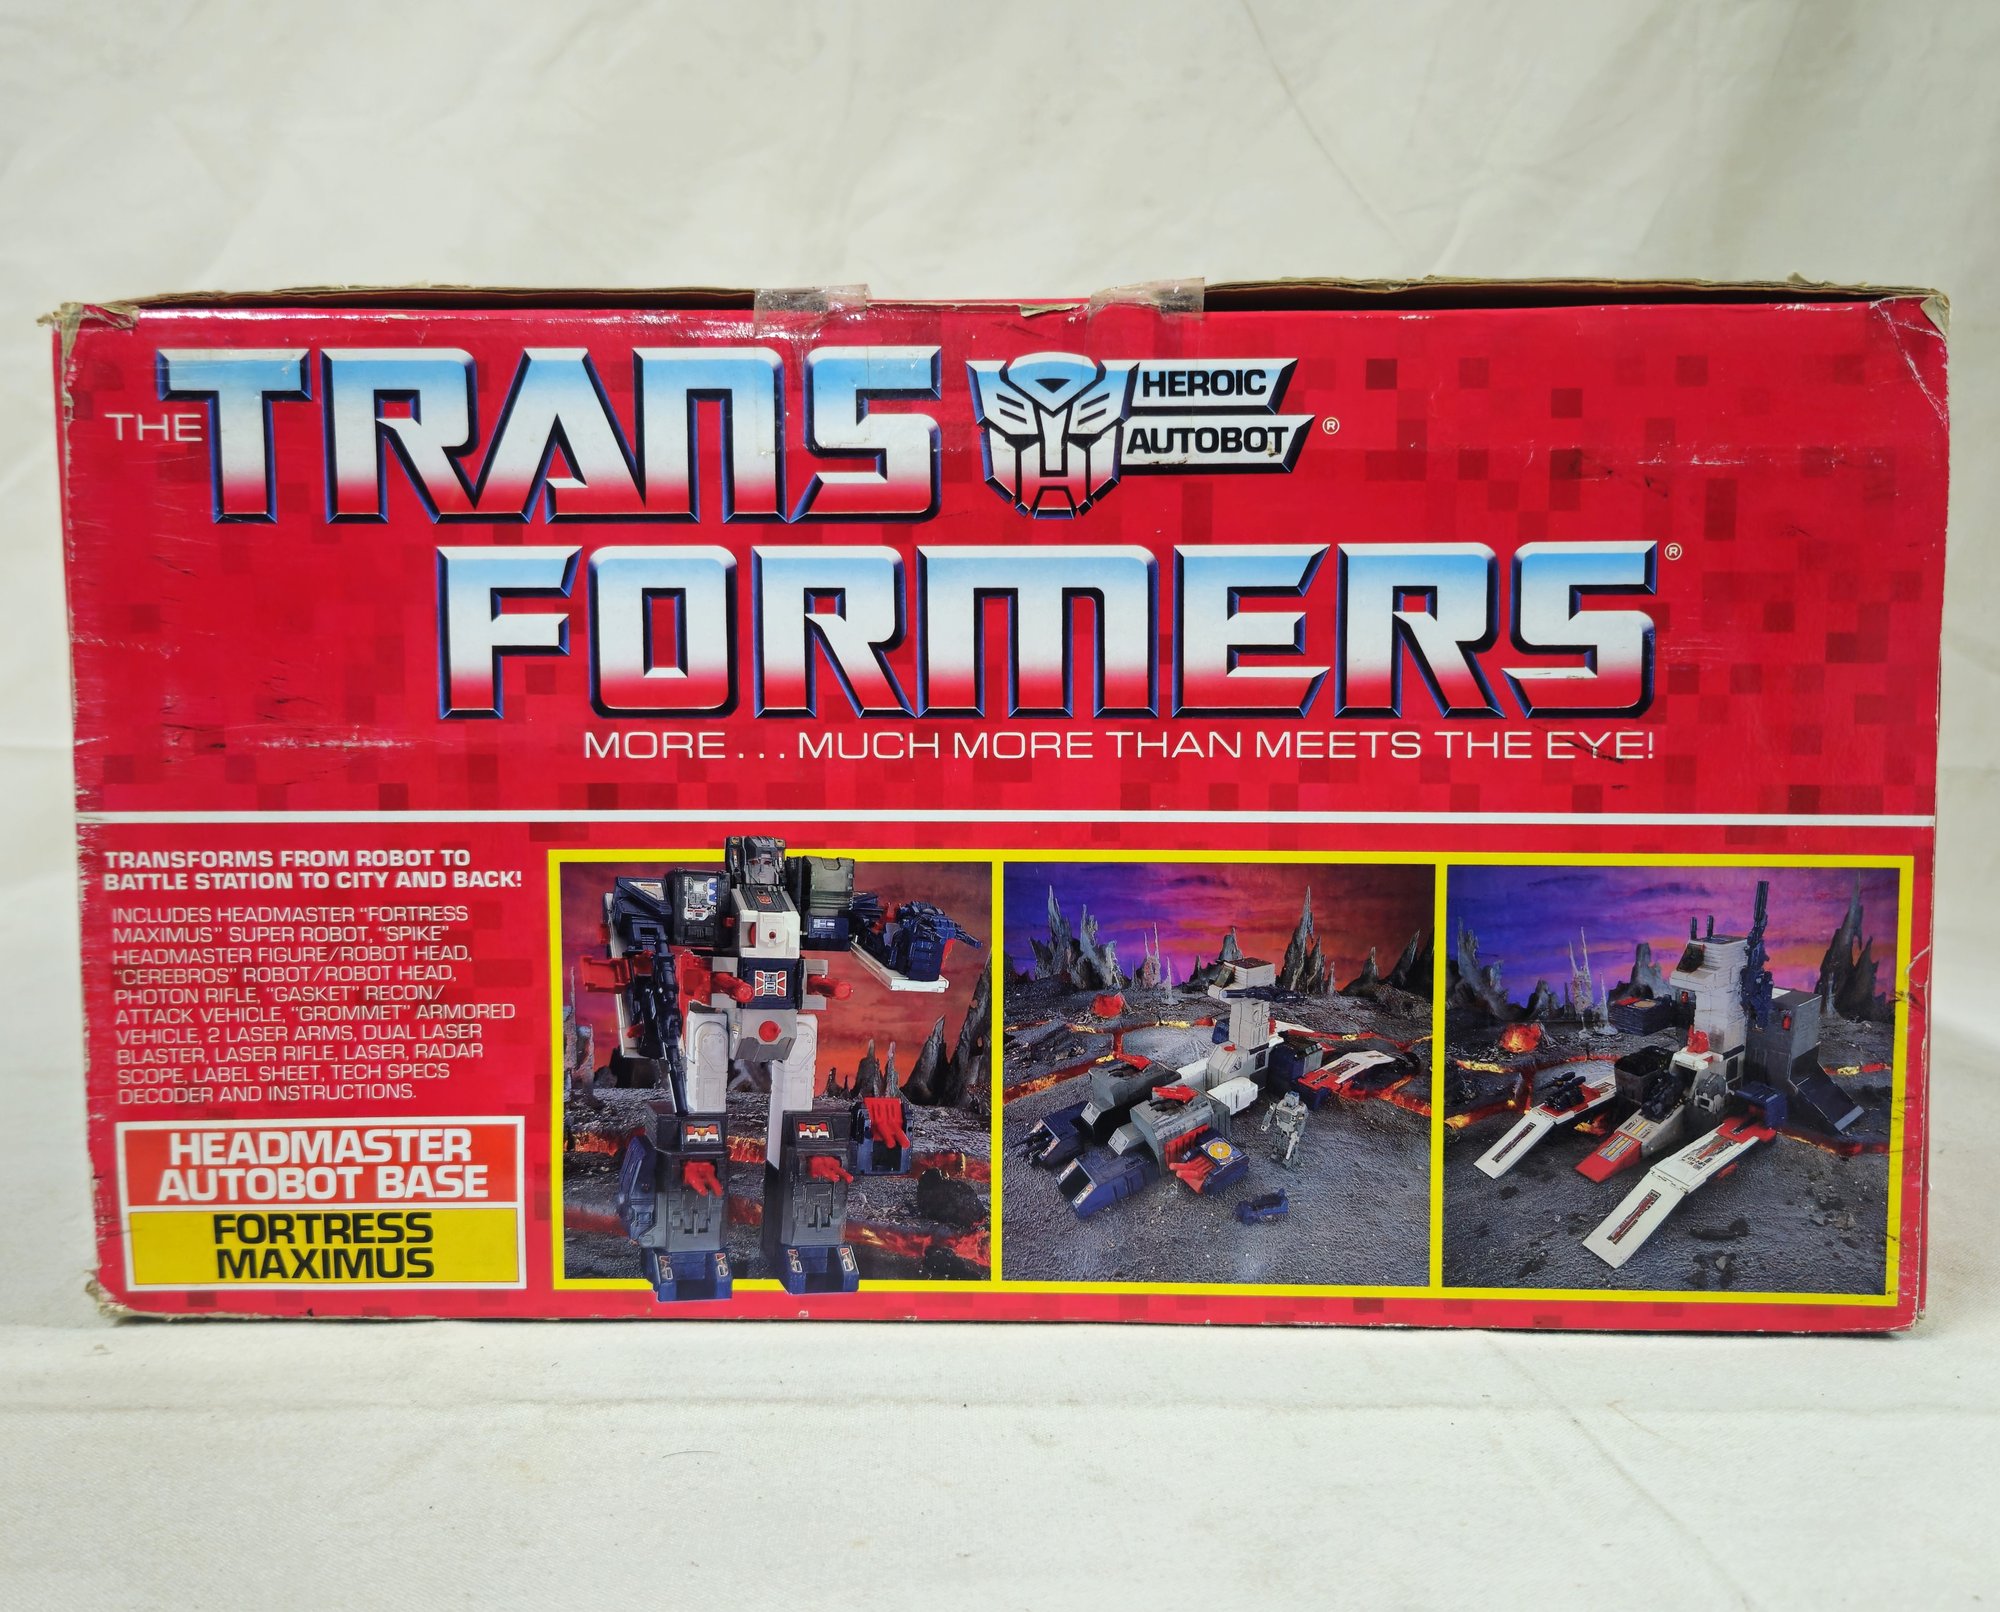 THE TRANS
HEROIC
AUTOBOT ®
FORMERS ®
MORE...MUCH MORE THAN MEETS THE EYE!
TRANSFORMS FROM ROBOT TO
BATTLE STATION TO CITY AND BACK!
INCLUDES HEADMASTER "FORTRESS
MAXIMUS" SUPER ROBOT, "SPIKE"
HEADMASTER FIGURE/ROBOT HEAD,
"CEREBROS" ROBOT/ROBOT HEAD,
PHOTON RIFLE, "GASKET" RECON/
ATTACK VEHICLE, "GROMMET" ARMORED
VEHICLE, 2 LASER ARMS, DUAL LASER
BLASTER, LASER RIFLE, LASER, RADAR
SCOPE, LABEL SHEET, TECH SPECS
DECODER AND INSTRUCTIONS.
HEADMASTER
AUTOBOT BASE
FORTRESS
MAXIMUS